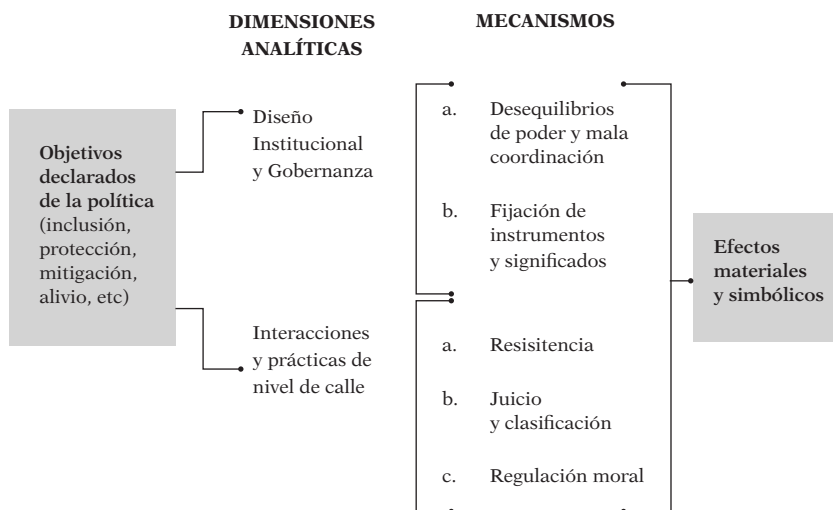 DIMENSIONES
ANALÍTICAS
MECANISMOS
Objetivos
declarados
de la política
(inclusión,
protección,
mitigación,
alivio, etc)
Diseño
Institucional
y Gobernanza
Interacciones
y prácticas de
nivel de calle
a. Desequilibrios
de poder y mala
coordinación
b. Fijación de
instrumentos
y significados
a. Resisitencia
b. Juicio
y clasificación
c. Regulación moral
Efectos
materiales
y simbólicos